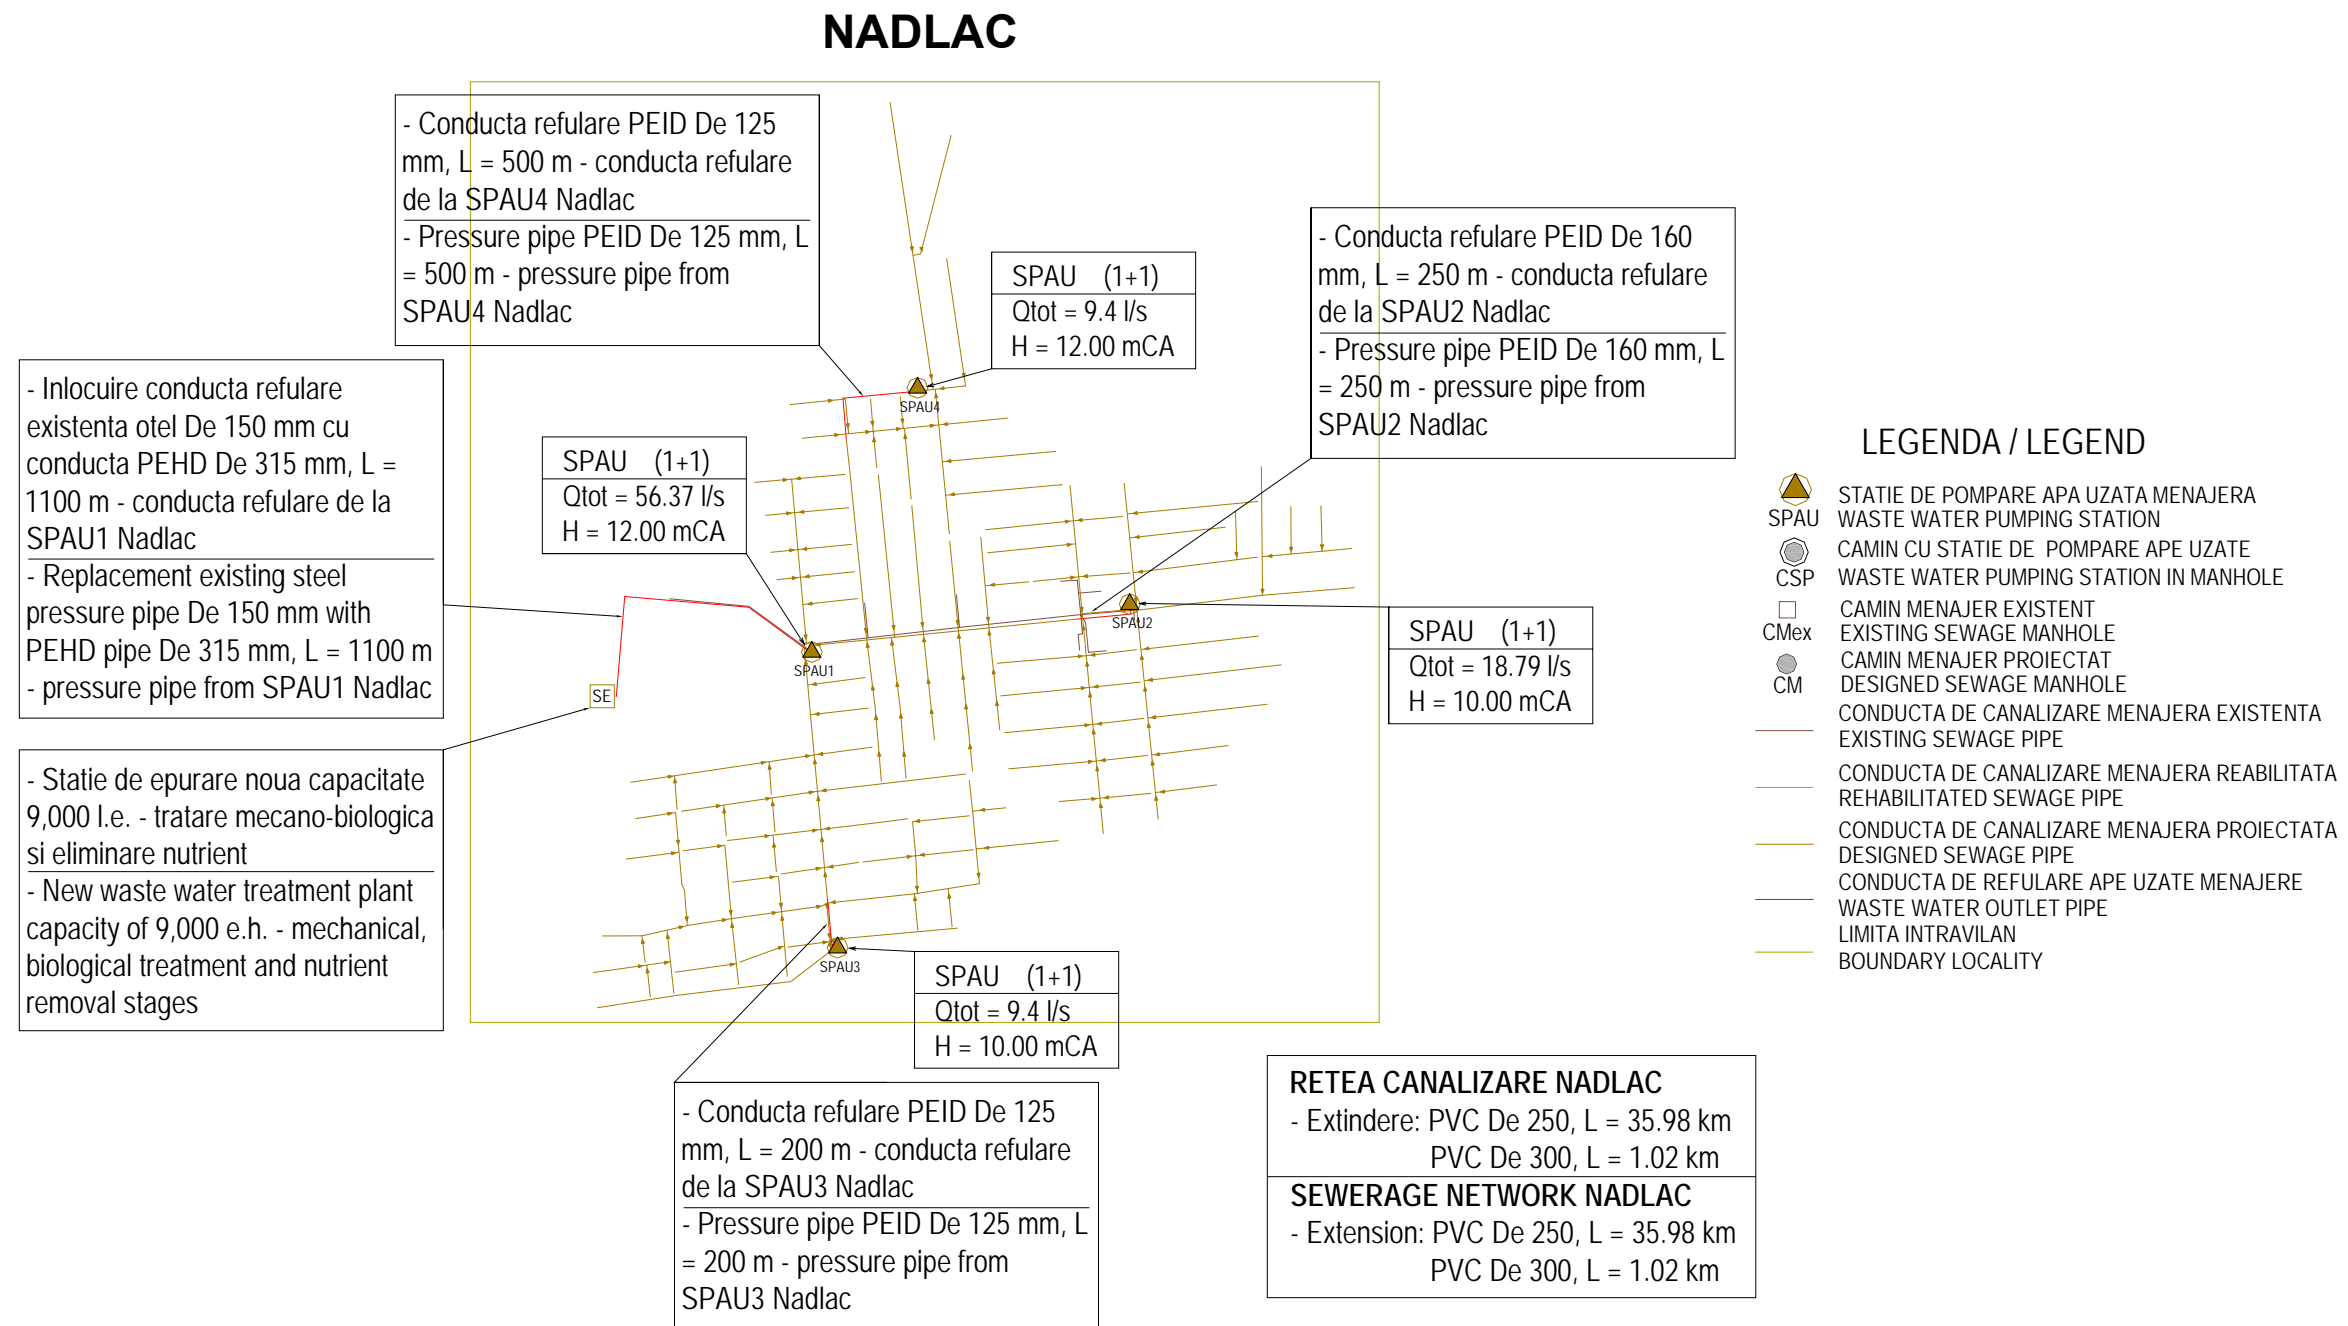 NADLAC
- Conducta refulare PEID De 125
mm, L = 500 m - conducta refulare
de la SPAU4 Nadlac
- Pressure pipe PEID De 125 mm, L
= 500 m - pressure pipe from
SPAU4 Nadlac
SPAU (1+1)
Qtot = 9.4 l/s
H = 12.00 mCA
- Conducta refulare PEID De 160
mm, L = 250 m - conducta refulare
de la SPAU2 Nadlac
- Pressure pipe PEID De 160 mm, L
= 250 m - pressure pipe from
SPAU2 Nadlac
- Inlocuire conducta refulare
existenta otel De 150 mm cu
conducta PEHD De 315 mm, L =
1100 m - conducta refulare de la
SPAU1 Nadlac
- Replacement existing steel
pressure pipe De 150 mm with
PEHD pipe De 315 mm, L = 1100 m
- pressure pipe from SPAU1 Nadlac
SPAU (1+1)
Qtot = 56.37 l/s
H = 12.00 mCA
SPAU4
SPAU2
SPAU1
SE
SPAU3
SPAU (1+1)
Qtot = 18.79 l/s
H = 10.00 mCA
- Statie de epurare noua capacitate
9,000 l.e. - tratare mecano-biologica
si eliminare nutrient
- New waste water treatment plant
capacity of 9,000 e.h. - mechanical,
biological treatment and nutrient
removal stages
SPAU (1+1)
Qtot = 9.4 l/s
H = 10.00 mCA
- Conducta refulare PEID De 125
mm, L = 200 m - conducta refulare
de la SPAU3 Nadlac
- Pressure pipe PEID De 125 mm, L
= 200 m - pressure pipe from
SPAU3 Nadlac
RETEA CANALIZARE NADLAC
- Extindere: PVC De 250, L = 35.98 km
PVC De 300, L = 1.02 km
SEWERAGE NETWORK NADLAC
- Extension: PVC De 250, L = 35.98 km
PVC De 300, L = 1.02 km
LEGENDA / LEGEND
SPAU
STATIE DE POMPARE APA UZATA MENAJERA
WASTE WATER PUMPING STATION
CSP
CAMIN CU STATIE DE POMPARE APE UZATE
WASTE WATER PUMPING STATION IN MANHOLE
CMex
CAMIN MENAJER EXISTENT
EXISTING SEWAGE MANHOLE
CM
CAMIN MENAJER PROIECTAT
DESIGNED SEWAGE MANHOLE
CONDUCTA DE CANALIZARE MENAJERA EXISTENTA
EXISTING SEWAGE PIPE
CONDUCTA DE CANALIZARE MENAJERA REABILITATA
REHABILITATED SEWAGE PIPE
CONDUCTA DE CANALIZARE MENAJERA PROIECTATA
DESIGNED SEWAGE PIPE
CONDUCTA DE REFULARE APE UZATE MENAJERE
WASTE WATER OUTLET PIPE
LIMITA INTRAVILAN
BOUNDARY LOCALITY